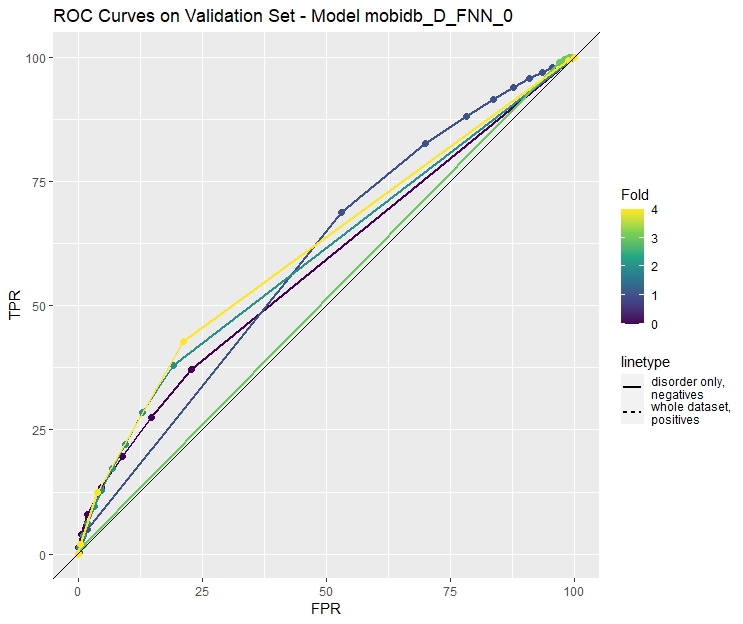 ROC Curves on Validation Set - Model mobidb_D_FNN_0
TPR
100
75
50
25
0
0 25 50 75 100
FPR
Fold
4
3
2
1
0
linetype
disorder only,
negatives
whole dataset,
positives